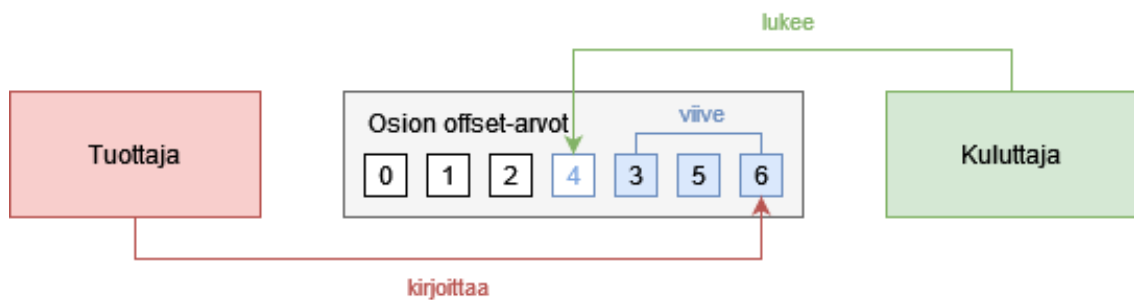 lukee
Tuottaja
Osion offset-arvot
viive
0 1 2 4 3 5 6
Kuluttaja
kirjoittaa